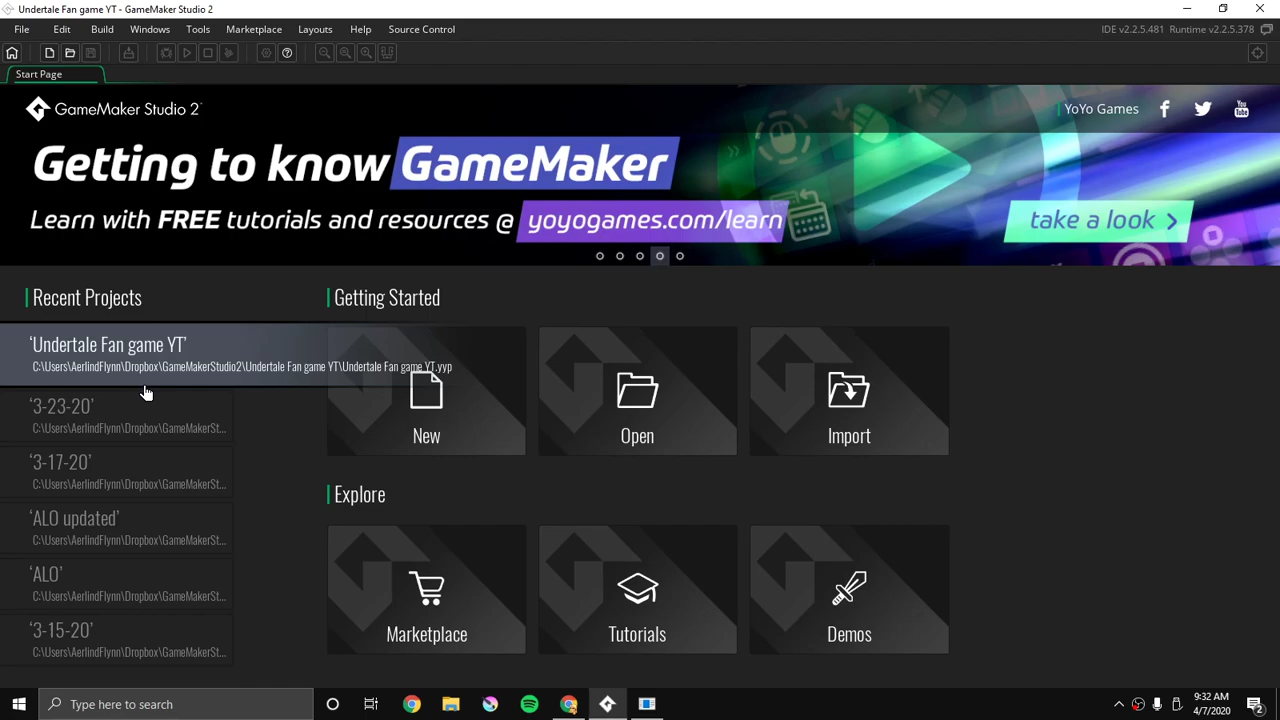 Undertale Fan game YT - GameMaker Studio 2
File Edit Build Windows Tools Marketplace Layouts Help Source Control
IDE v2.2.5.481 Runtime v2.2.5.378
Start Page
GameMaker Studio 2
YoYo Games
You Tube
Getting to know GameMaker
Learn with FREE tutorials and resources @ yoyogames.com/learn
take a look >
Recent Projects
'Undertale Fan game YT'
C:\Users\AerlindFlynn\Dropbox\GameMakerStudio2\Undertale Fan game YT\Undertale Fan game YT.yyp
'3-23-20'
C:\Users\AerlindFlynn\Dropbox\GameMakerSt...
'3-17-20'
C:\Users\AerlindFlynn\Dropbox\GameMakerSt...
'ALO updated'
C:\Users\AerlindFlynn\Dropbox\GameMakerSt...
'ALO'
C:\Users\AerlindFlynn\Dropbox\GameMakerSt...
'3-15-20'
C:\Users\AerlindFlynn\Dropbox\GameMakerSt...
Getting Started
New Open Import
Explore
Marketplace Tutorials Demos
Type here to search
9:32 AM
4/7/2020
2